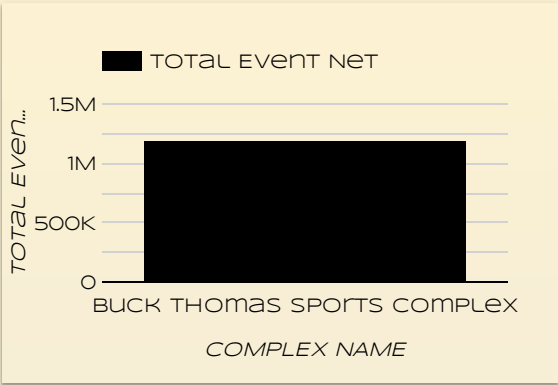 TOTAL EVENT NET
TOTAL EVEN...
1.5M
1M
500K
0
BUCK THOMAS SPORTS COMPLEX
COMPLEX NAME